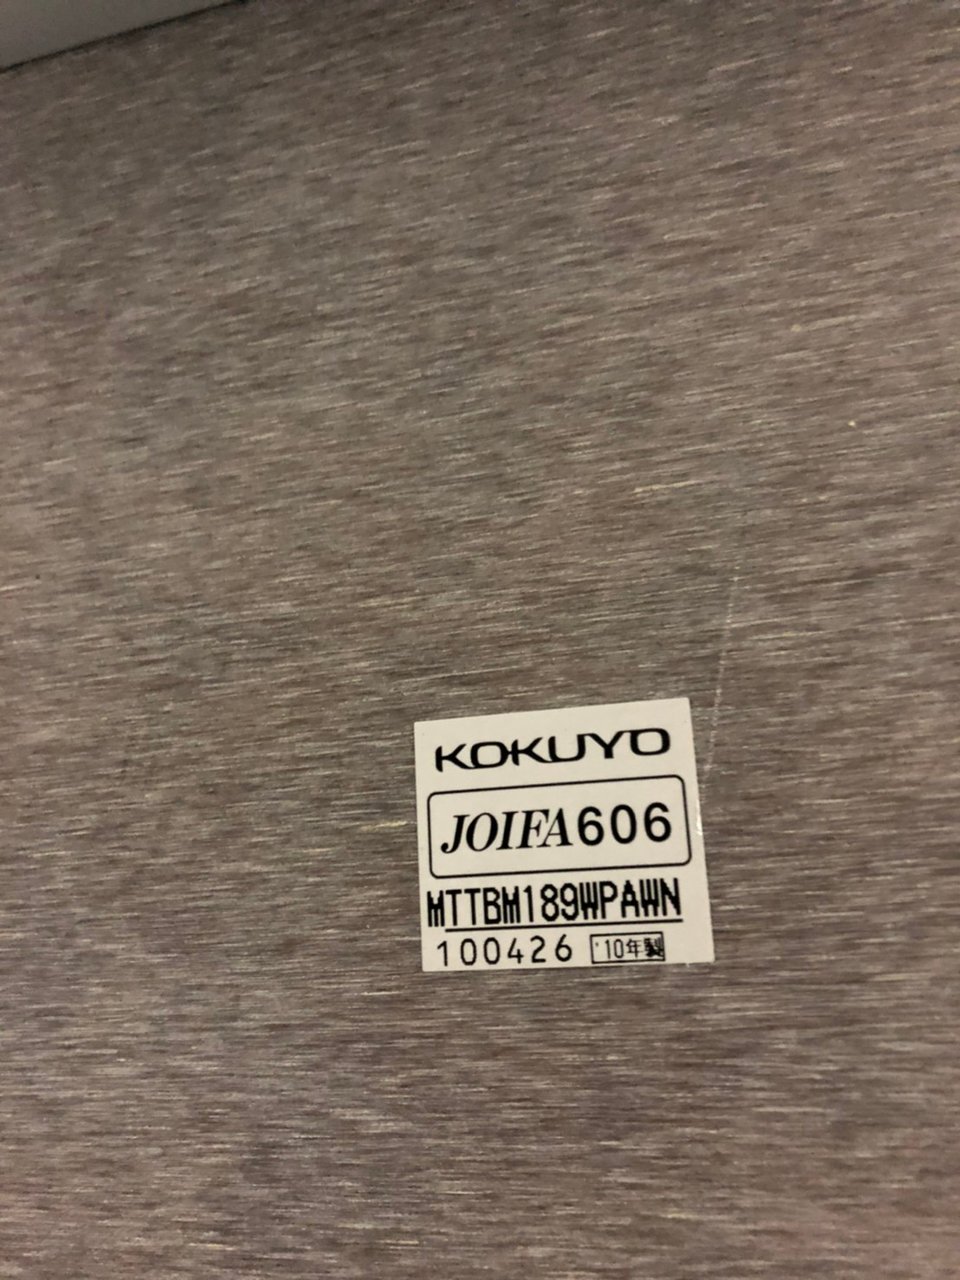 KOKUYO
JOIFA606
MTTBM189WPAWN
100426 '10年製